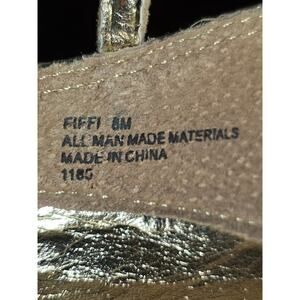 FIFFI 8M
ALL MAN MADE MATERIALS
MADE IN CHINA
1185